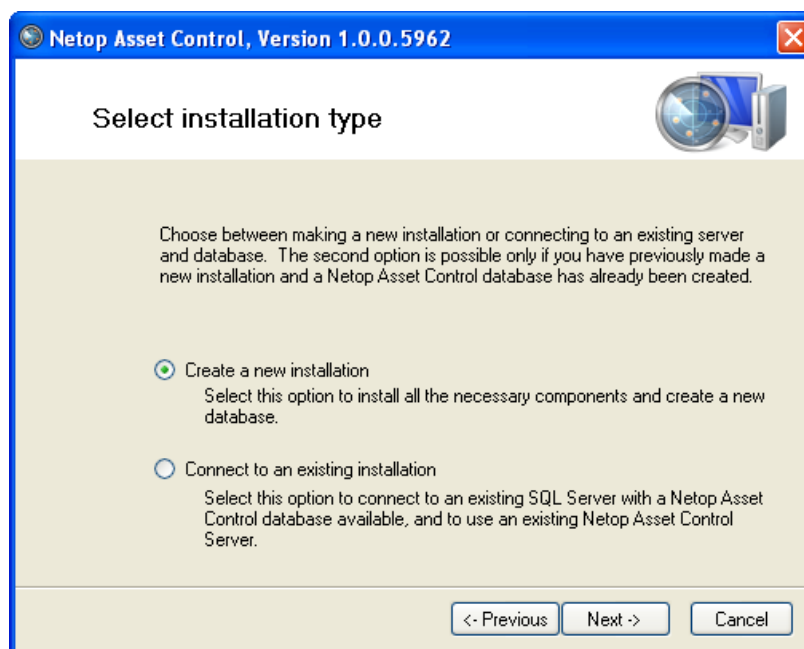 Netop Asset Control, Version 1.0.0.5962
Select installation type
Choose between making a new installation or connecting to an existing server
and database.  The second option is possible only if you have previously made a
new installation and a Netop Asset Control database has already been created.
Create a new installation
Select this option to install all the necessary components and create a new
database.
Connect to an existing installation
Select this option to connect to an existing SQL Server with a Netop Asset
Control database available, and to use an existing Netop Asset Control
Server.
<- Previous
Next ->
Cancel